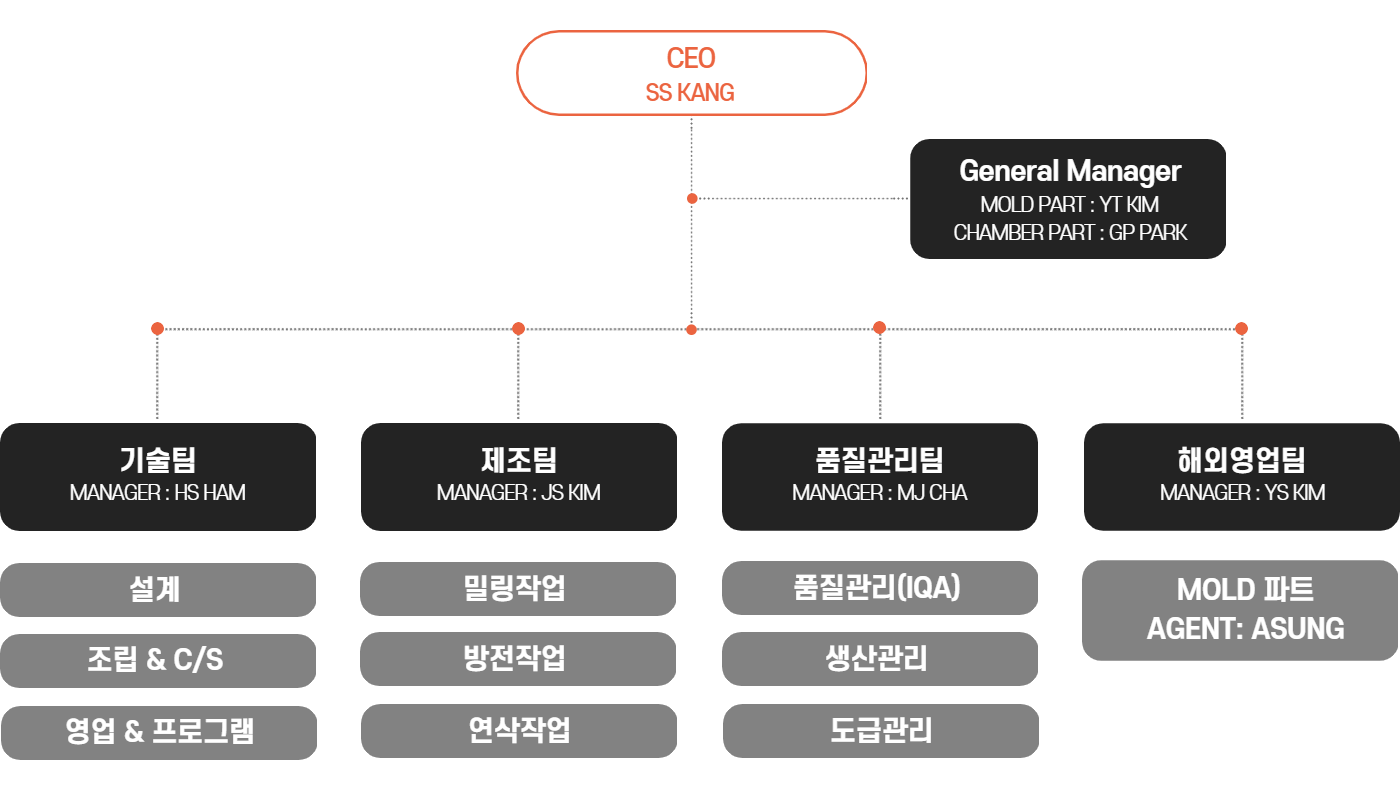 CEO
SS KANG
General Manager
MOLD PART : YT KIM
CHAMBER PART : GP PARK
기술팀
MANAGER : HS HAM
제조팀
MANAGER : JS KIM
품질관리팀
MANAGER : MJ CHA
해외영업팀
MANAGER : YS KIM
설계
조립 & C/S
영업 & 프로그램
밀링작업
방전작업
연삭작업
품질관리(IQA)
생산관리
도급관리
MOLD 파트
AGENT: ASUNG